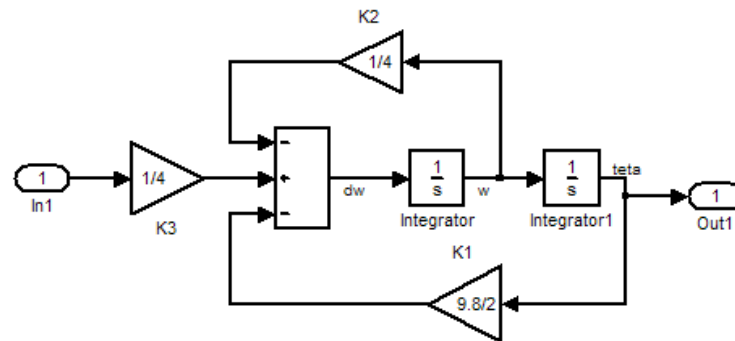 K2
1/4
1
In1
1/4
K3
−
+
−
dw
1
s
Integrator
w
1
s
Integrator1
teta
1
Out1
K1
9.8/2